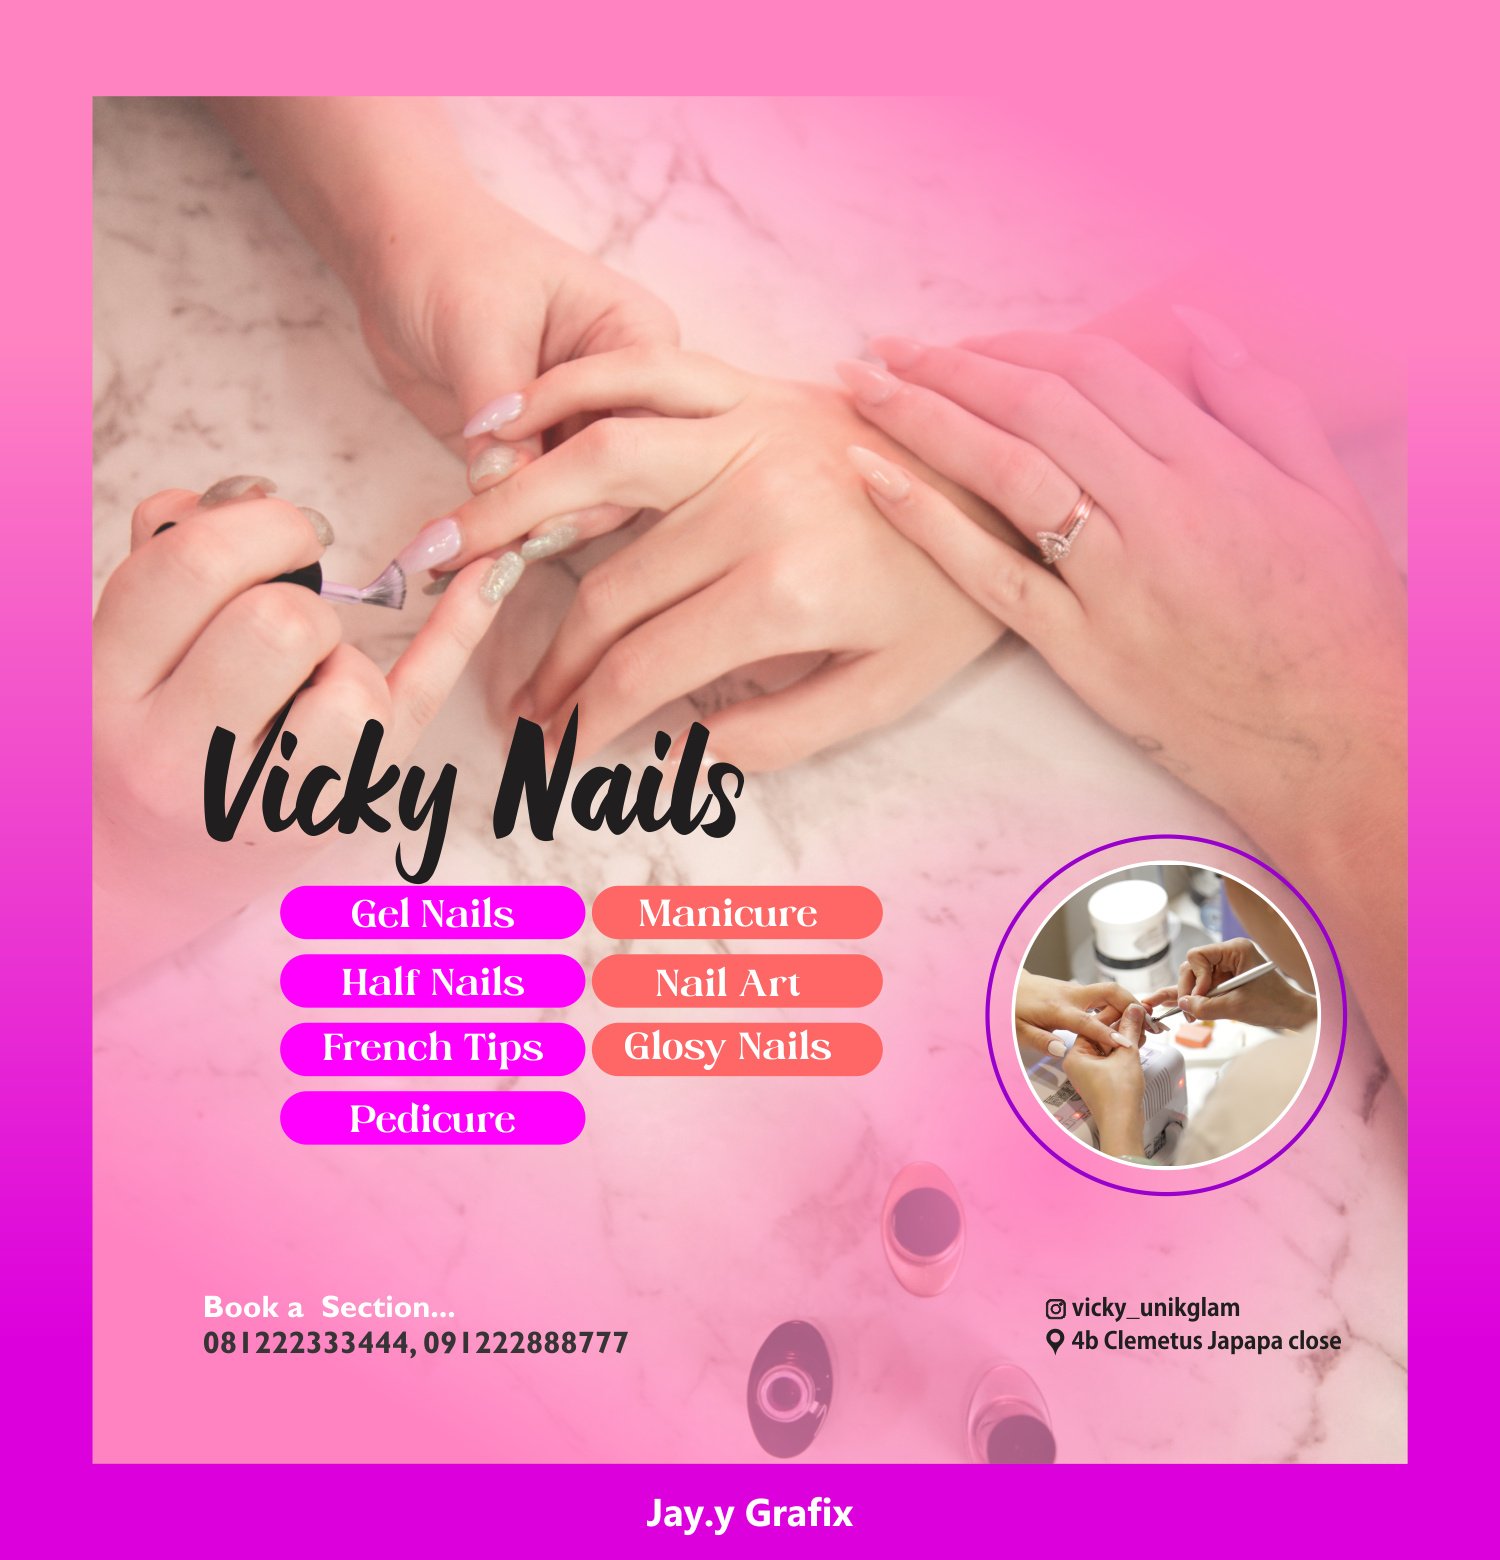 Vicky Nails
Gel Nails
Manicure
Half Nails
Nail Art
French Tips
Glosy Nails
Pedicure
Book a  Section...
081222333444, 091222888777
vicky_unikglam
4b Clemetus Japapa close
Jay.y Grafix